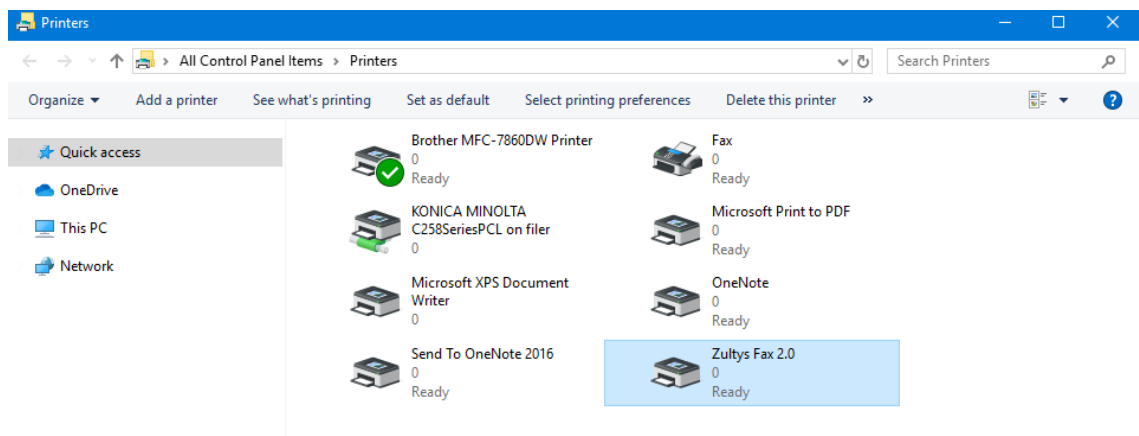 Printers
All Control Panel Items > Printers
Search Printers
Organize
Add a printer
See what's printing
Set as default
Select printing preferences
Delete this printer
»
?
Quick access
OneDrive
This PC
Network
Brother MFC-7860DW Printer
0
Ready
Fax
0
Ready
KONICA MINOLTA
C258SeriesPCL on filer
0
Microsoft Print to PDF
0
Ready
Microsoft XPS Document
Writer
0
OneNote
0
Ready
Send To OneNote 2016
0
Ready
Zultys Fax 2.0
0
Ready